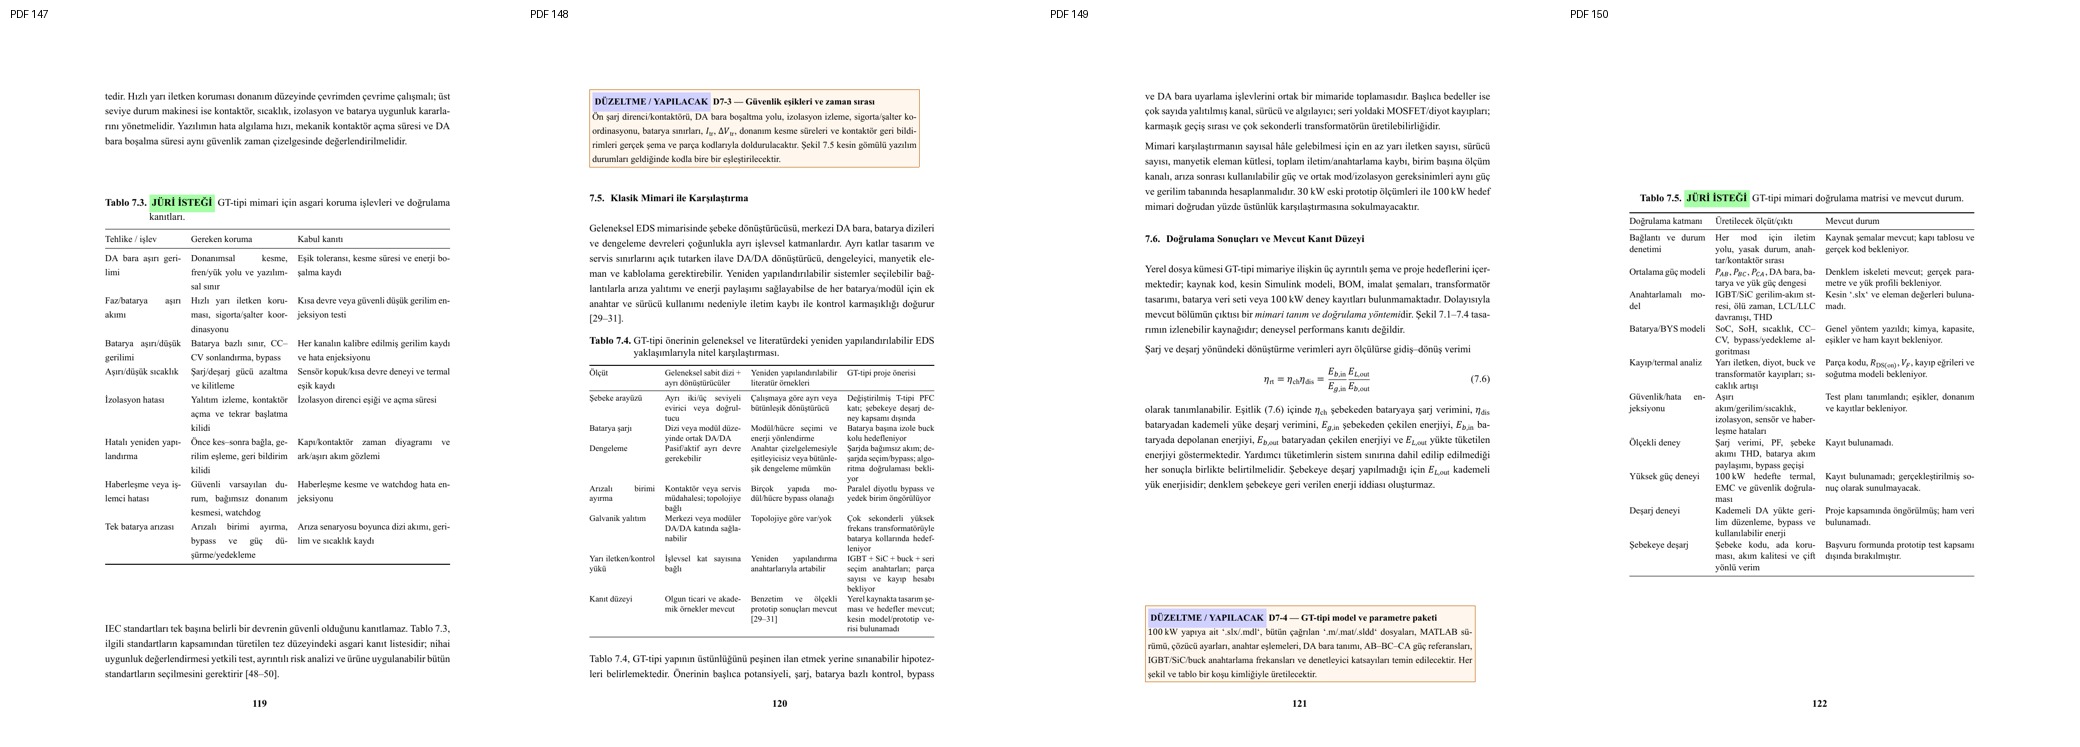 PDF 147
tedir. Hızlı yarı iletken koruması donanım düzeyinde çevrimden çevrime çalışmalı; üst
seviye durum makinesi ise kontaktör, sıcaklık, izolasyon ve batarya uygunluk kararla-
rını yönetmelidir. Yazılımın hata algılama hızı, mekanik kontaktör açma süresi ve DA
bara boşalma süresi aynı güvenlik zaman çizelgesinde değerlendirilmelidir.
Tablo 7.3. JÜRİ İSTEĞİ GT-tipi mimari için asgari koruma işlevleri ve doğrulama
kanıtları.
Tehlike / işlev Gereken koruma Kabul kanıtı
DA bara aşırı geri- Donanımsal kesme, Eşik toleransı, kesme süresi ve enerji bo-
limi fren/yük yolu ve yazılım- şalma kaydı
sal sınır
Faz/batarya aşırı Hızlı yarı iletken koru- Kısa devre veya güvenli düşük gerilim en-
akımı ması, sigorta/şalter koor- jeksiyon testi
dinasyonu
Batarya aşırı/düşük Batarya bazlı sınır, CC– Her kanalın kalibre edilmiş gerilim kaydı
gerilimi CV sonlandırma, bypass ve hata enjeksiyonu
Aşırı/düşük sıcaklık Şarj/deşarj gücü azaltma Sensör kopuk/kısa devre deneyi ve termal
ve kilitleme eşik kaydı
İzolasyon hatası Yalıtım izleme, kontaktör İzolasyon direnci eşiği ve açma süresi
açma ve tekrar başlatma
kilidi
Hatalı yeniden yapı- Önce kes–sonra bağla, ge- Kapı/kontaktör zaman diyagramı ve
landırma rilim eşleme, geri bildirim ark/aşırı akım gözlemi
kilidi
Haberleşme veya iş- Güvenli varsayılan du- Haberleşme kesme ve watchdog hata en-
lemci hatası rum, bağımsız donanım jeksiyonu
kesmesi, watchdog
Tek batarya arızası Arızalı birimi ayırma, Arıza senaryosu boyunca dizi akımı, geri-
bypass ve güç dü- lim ve sıcaklık kaydı
şürme/yedekleme
IEC standartları tek başına belirli bir devrenin güvenli olduğunu kanıtlamaz. Tablo 7.3,
ilgili standartların kapsamından türetilen tez düzeyindeki asgari kanıt listesidir; nihai
uygunluk değerlendirmesi yetkili test, ayrıntılı risk analizi ve ürüne uygulanabilir bütün
standartların seçilmesini gerektirir [48–50].
119
PDF 148
DÜZELTME / YAPILACAK D7-3 — Güvenlik eşikleri ve zaman sırası
Ön şarj direnci/kontaktörü, DA bara boşaltma yolu, izolasyon izleme, sigorta/şalter ko-
ordinasyonu, batarya sınırları, I_tr, ΔV_tr, donanım kesme süreleri ve kontaktör geri bildi-
rimleri gerçek şema ve parça kodlarıyla doldurulacaktır. Şekil 7.5 kesin gömülü yazılım
durumları geldiğinde kodla bire bir eşleştirilecektir.
7.5. Klasik Mimari ile Karşılaştırma
Geleneksel EDS mimarisinde şebeke dönüştürücüsü, merkezi DA bara, batarya dizileri
ve dengeleme devreleri çoğunlukla ayrı işlevsel katmanlardır. Ayrı katlar tasarım ve
servis sınırlarını açık tutarken ilave DA/DA dönüştürücü, dengeleyici, manyetik ele-
man ve kablolama gerektirebilir. Yeniden yapılandırılabilir sistemler seçilebilir bağ-
lantılarla arıza yalıtımı ve enerji paylaşımı sağlayabilse de her batarya/modül için ek
anahtar ve sürücü kullanımı nedeniyle iletim kaybı ile kontrol karmaşıklığı doğurur
[29–31].
Tablo 7.4. GT-tipi önerinin geleneksel ve literatürdeki yeniden yapılandırılabilir EDS
yaklaşımlarıyla nitel karşılaştırması.
Ölçüt Geleneksel sabit dizi + Yeniden yapılandırılabilir GT-tipi proje önerisi
ayrı dönüştürücüler literatür örnekleri
Şebeke arayüzü Ayrı iki/üç seviyeli Çalışmaya göre ayrı veya Değiştirilmiş T-tipi PFC
evirici veya doğrul- bütünleşik dönüştürücü katı; şebekeye deşarj de-
tucu ney kapsamı dışında
Batarya şarjı Dizi veya modül düze- Modül/hücre seçimi ve Batarya başına izole buck
yinde ortak DA/DA enerji yönlendirme kolu hedefleniyor
Dengeleme Pasif/aktif ayrı devre Anahtar çizelgelemesiyle Şarjda bağımsız akım; de-
gerekebilir eşitleyicisiz veya bütünle- şarjda seçim/bypass; algo-
şik dengeleme mümkün ritma doğrulaması bekli-
yor
Arızalı birimi Kontaktör veya servis Birçok yapıda mo- Paralel diyotlu bypass ve
ayırma müdahalesi; topolojiye dül/hücre bypass olanağı yedek birim öngörülüyor
bağlı
Galvanik yalıtım Merkezi veya modüler Topolojiye göre var/yok Çok sekonderli yüksek
DA/DA katında sağla- frekans transformatörüyle
nabilir batarya kollarında hedef-
leniyor
Yarı iletken/kontrol İşlevsel kat sayısına Yeniden yapılandırma IGBT + SiC + buck + seri
yükü bağlı anahtarlarıyla artabilir seçim anahtarları; parça
sayısı ve kayıp hesabı
bekliyor
Kanıt düzeyi Olgun ticari ve akade- Benzetim ve ölçekli Yerel kaynakta tasarım şe-
mik örnekler mevcut prototip sonuçları mevcut ması ve hedefler mevcut;
[29–31] kesin model/prototip ve-
risi bulunamadı
Tablo 7.4, GT-tipi yapının üstünlüğünü peşinen ilan etmek yerine sınanabilir hipotez-
leri belirlemektedir. Önerinin başlıca potansiyeli, şarj, batarya bazlı kontrol, bypass
120
PDF 149
ve DA bara uyarlama işlevlerini ortak bir mimaride toplamasıdır. Başlıca bedeller ise
çok sayıda yalıtılmış kanal, sürücü ve algılayıcı; seri yoldaki MOSFET/diyot kayıpları;
karmaşık geçiş sırası ve çok sekonderli transformatörün üretilebilirliğidir.
Mimari karşılaştırmanın sayısal hâle gelebilmesi için en az yarı iletken sayısı, sürücü
sayısı, manyetik eleman kütlesi, toplam iletim/anahtarlama kaybı, birim başına ölçüm
kanalı, arıza sonrası kullanılabilir güç ve ortak mod/izolasyon gereksinimleri aynı güç
ve gerilim tabanında hesaplanmalıdır. 30 kW eski prototip ölçümleri ile 100 kW hedef
mimari doğrudan yüzde üstünlük karşılaştırmasına sokulmayacaktır.
7.6. Doğrulama Sonuçları ve Mevcut Kanıt Düzeyi
Yerel dosya kümesi GT-tipi mimariye ilişkin üç ayrıntılı şema ve proje hedeflerini içer-
mektedir; kaynak kod, kesin Simulink modeli, BOM, imalat şemaları, transformatör
tasarımı, batarya veri seti veya 100 kW deney kayıtları bulunmamaktadır. Dolayısıyla
mevcut bölümün çıktısı bir mimari tanım ve doğrulama yöntemidir. Şekil 7.1–7.4 tasa-
rımın izlenebilir kaynağıdır; deneysel performans kanıtı değildir.
Şarj ve deşarj yönündeki dönüştürme verimleri ayrı ölçülürse gidiş–dönüş verimi
η_rt = η_ch η_dis = E_b,in/E_g,in E_L,out/E_b,out (7.6)
olarak tanımlanabilir. Eşitlik (7.6) içinde η_ch şebekeden bataryaya şarj verimini, η_dis
bataryadan kademeli yüke deşarj verimini, E_g,in şebekeden çekilen enerjiyi, E_b,in ba-
taryada depolanan enerjiyi, E_b,out bataryadan çekilen enerjiyi ve E_L,out yükte tüketilen
enerjiyi göstermektedir. Yardımcı tüketimlerin sistem sınırına dahil edilip edilmediği
her sonuçla birlikte belirtilmelidir. Şebekeye deşarj yapılmadığı için E_L,out kademeli
yük enerjisidir; denklem şebekeye geri verilen enerji iddiası oluşturmaz.
DÜZELTME / YAPILACAK D7-4 — GT-tipi model ve parametre paketi
100 kW yapıya ait ‘.slx/.mdl‘, bütün çağrılan ‘.m/.mat/.sldd‘ dosyaları, MATLAB sü-
rümü, çözücü ayarları, anahtar eşlemeleri, DA bara tanımı, AB–BC–CA güç referansları,
IGBT/SiC/buck anahtarlama frekansları ve denetleyici katsayıları temin edilecektir. Her
şekil ve tablo bir koşu kimliğiyle üretilecektir.
121
PDF 150
Tablo 7.5. JÜRİ İSTEĞİ GT-tipi mimari doğrulama matrisi ve mevcut durum.
Doğrulama katmanı Üretilecek ölçüt/çıktı Mevcut durum
Bağlantı ve durum Her mod için iletim Kaynak şemalar mevcut; kapı tablosu ve
denetimi yolu, yasak durum, anah- gerçek kod bekleniyor.
tar/kontaktör sırası
Ortalama güç modeli P_AB, P_BC, P_CA, DA bara, ba- Denklem iskeleti mevcut; gerçek para-
tarya ve yük güç dengesi metre ve yük profili bekleniyor.
Anahtarlamalı mo- IGBT/SiC gerilim-akım st- Kesin ‘.slx‘ ve eleman değerleri buluna-
del resi, ölü zaman, LCL/LLC madı.
davranışı, THD
Batarya/BYS modeli SoC, SoH, sıcaklık, CC– Genel yöntem yazıldı; kimya, kapasite,
CV, bypass/yedekleme al- eşikler ve ham kayıt bekleniyor.
goritması
Kayıp/termal analiz Yarı iletken, diyot, buck ve Parça kodu, R_DS(on), V_F, kayıp eğrileri ve
transformatör kayıpları; sı- soğutma modeli bekleniyor.
caklık artışı
Güvenlik/hata en- Aşırı Test planı tanımlandı; eşikler, donanım
jeksiyonu akım/gerilim/sıcaklık, ve kayıtlar bekleniyor.
izolasyon, sensör ve haber-
leşme hataları
Ölçekli deney Şarj verimi, PF, şebeke Kayıt bulunamadı.
akımı THD, batarya akım
paylaşımı, bypass geçişi
Yüksek güç deneyi 100 kW hedefte termal, Kayıt bulunamadı; gerçekleştirilmiş so-
EMC ve güvenlik doğrula- nuç olarak sunulmayacak.
ması
Deşarj deneyi Kademeli DA yükte geri- Proje kapsamında öngörülmüş; ham veri
lim düzenleme, bypass ve bulunamadı.
kullanılabilir enerji
Şebekeye deşarj Şebeke kodu, ada koru- Başvuru formunda prototip test kapsamı
ması, akım kalitesi ve çift dışında bırakılmıştır.
yönlü verim
122